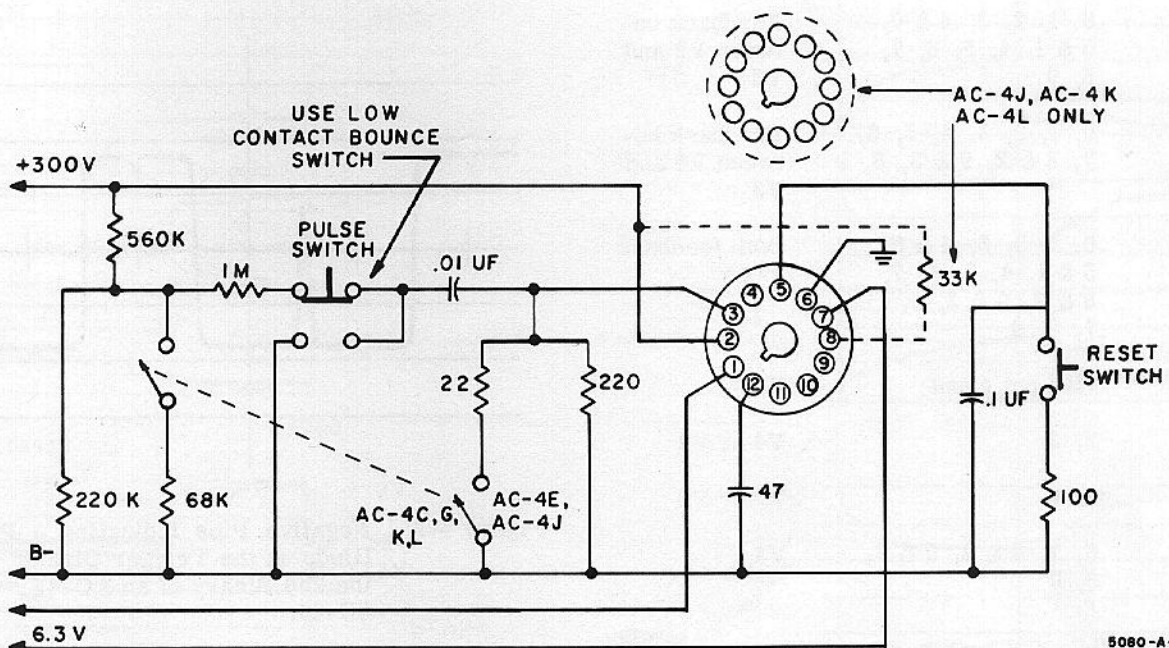 AC-4J, AC-4K
AC-4L ONLY
USE LOW
CONTACT BOUNCE
SWITCH
+300V
560K
PULSE
SWITCH
1M
.01 UF
33K
1
2
3
4
5
6
7
8
9
10
11
12
22
220
RESET
SWITCH
.1 UF
220 K
68K
AC-4C, G,
K,L
AC-4E,
AC-4J
47
100
B-
6.3 V
5080-A-